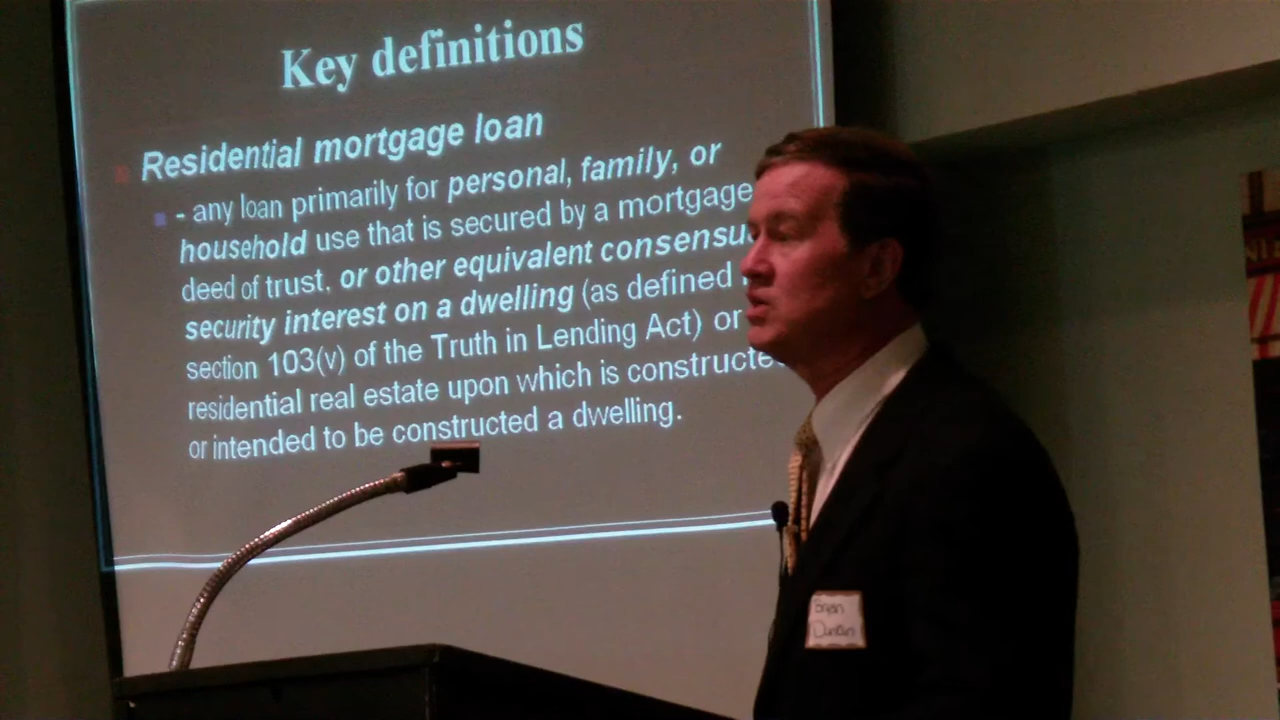 Key definitions
Residential mortgage loan
- any loan primarily for personal, family, or
household use that is secured by a mortgage
deed of trust, or other equivalent consensu
security interest on a dwelling (as defined
section 103(v) of the Truth in Lending Act) or
residential real estate upon which is constructe
or intended to be constructed a dwelling.
Bryan
Duncan